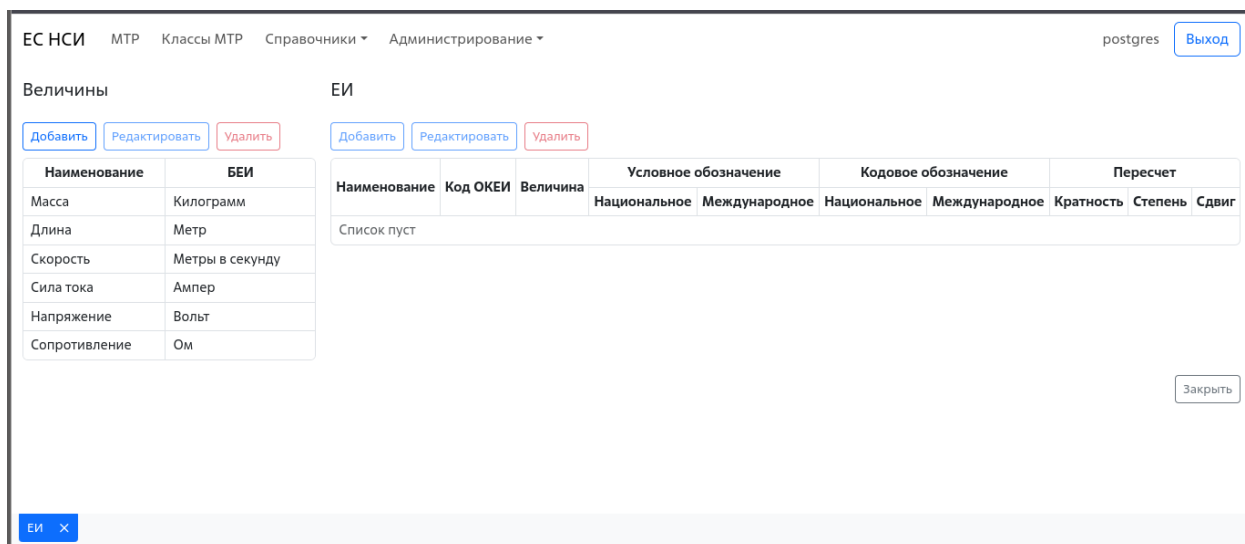 ЕС НСИ МТР Классы МТР Справочники Администрирование postgres Выход
Величины
Добавить Редактировать Удалить
Наименование БЕИ
Масса Килограмм
Длина Метр
Скорость Метры в секунду
Сила тока Ампер
Напряжение Вольт
Сопротивление Ом
ЕИ
Добавить Редактировать Удалить
Наименование Код ОКЕИ Величина Условное обозначение Кодовое обозначение Пересчет
Национальное Международное Национальное Международное Кратность Степень Сдвиг
Список пуст
Закрыть
ЕИ ×